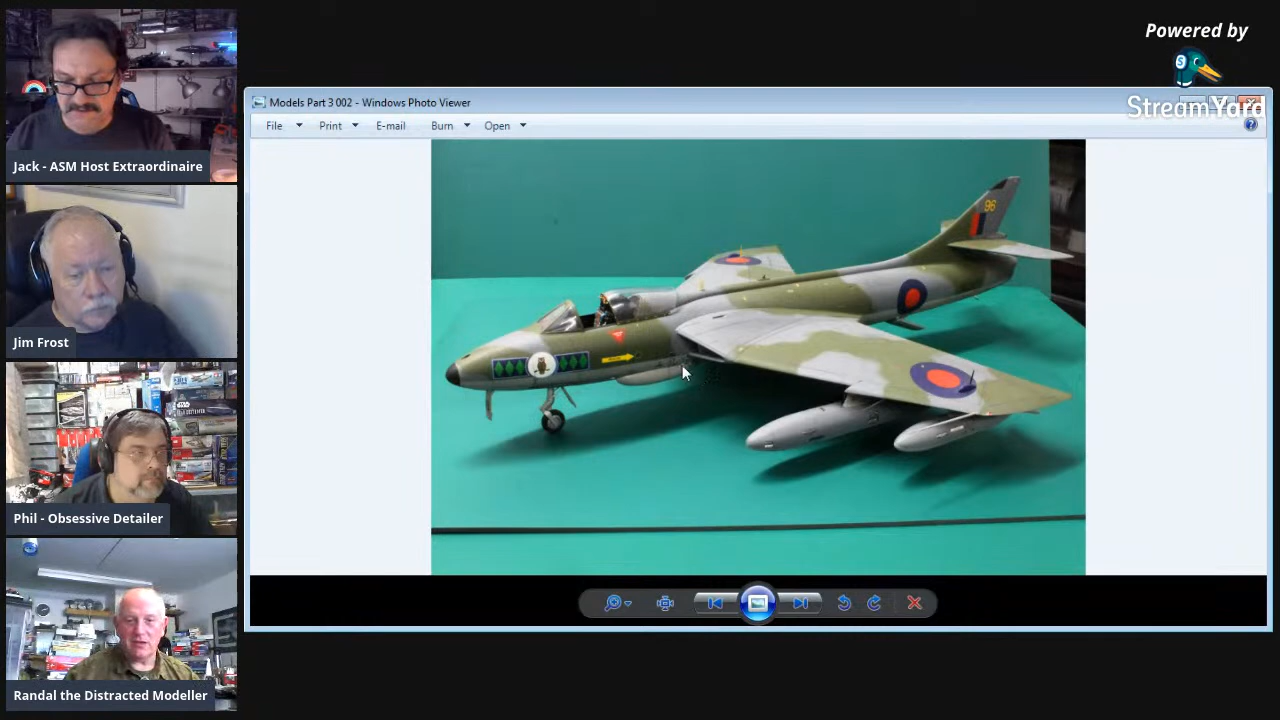 Powered by
StreamYard
Jack - ASM Host Extraordinaire
Jim Frost
Phil - Obsessive Detailer
Randal the Distracted Modeller
Models Part 3 002 - Windows Photo Viewer
File
Print
E-mail
Burn
Open
96